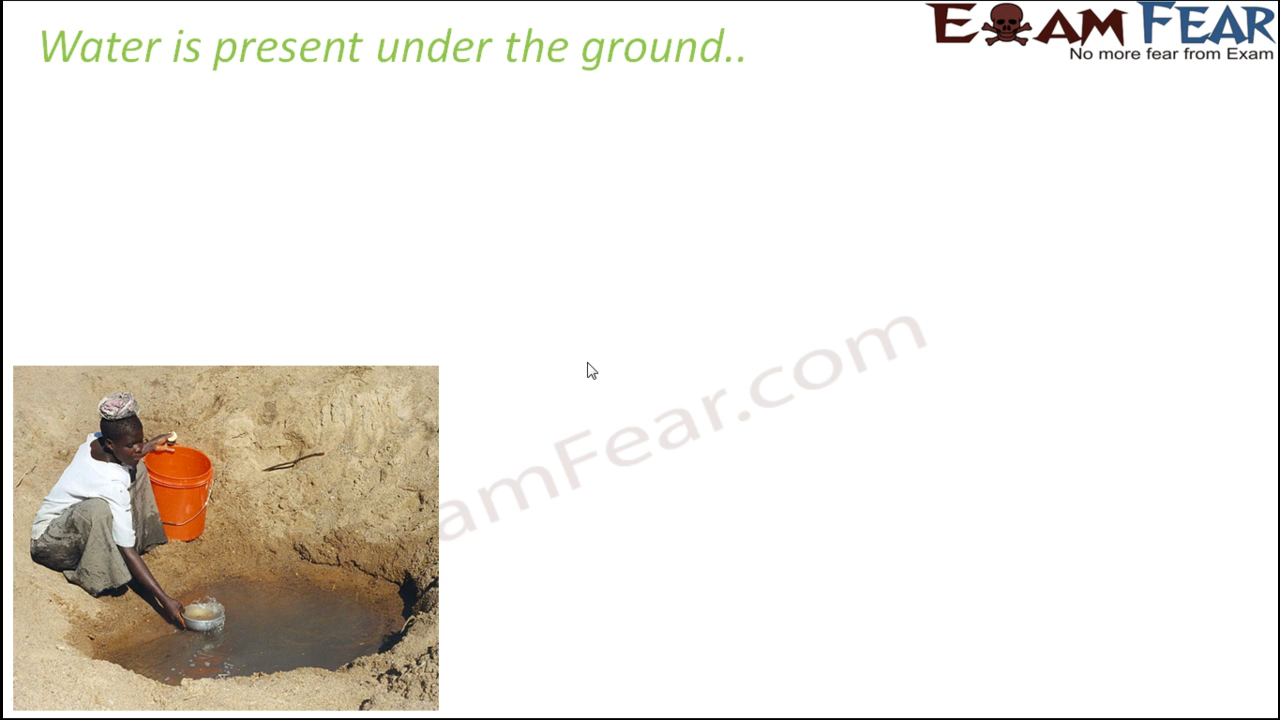 Water is present under the ground..
EXAM FEAR
No more fear from Exam
amFear.com